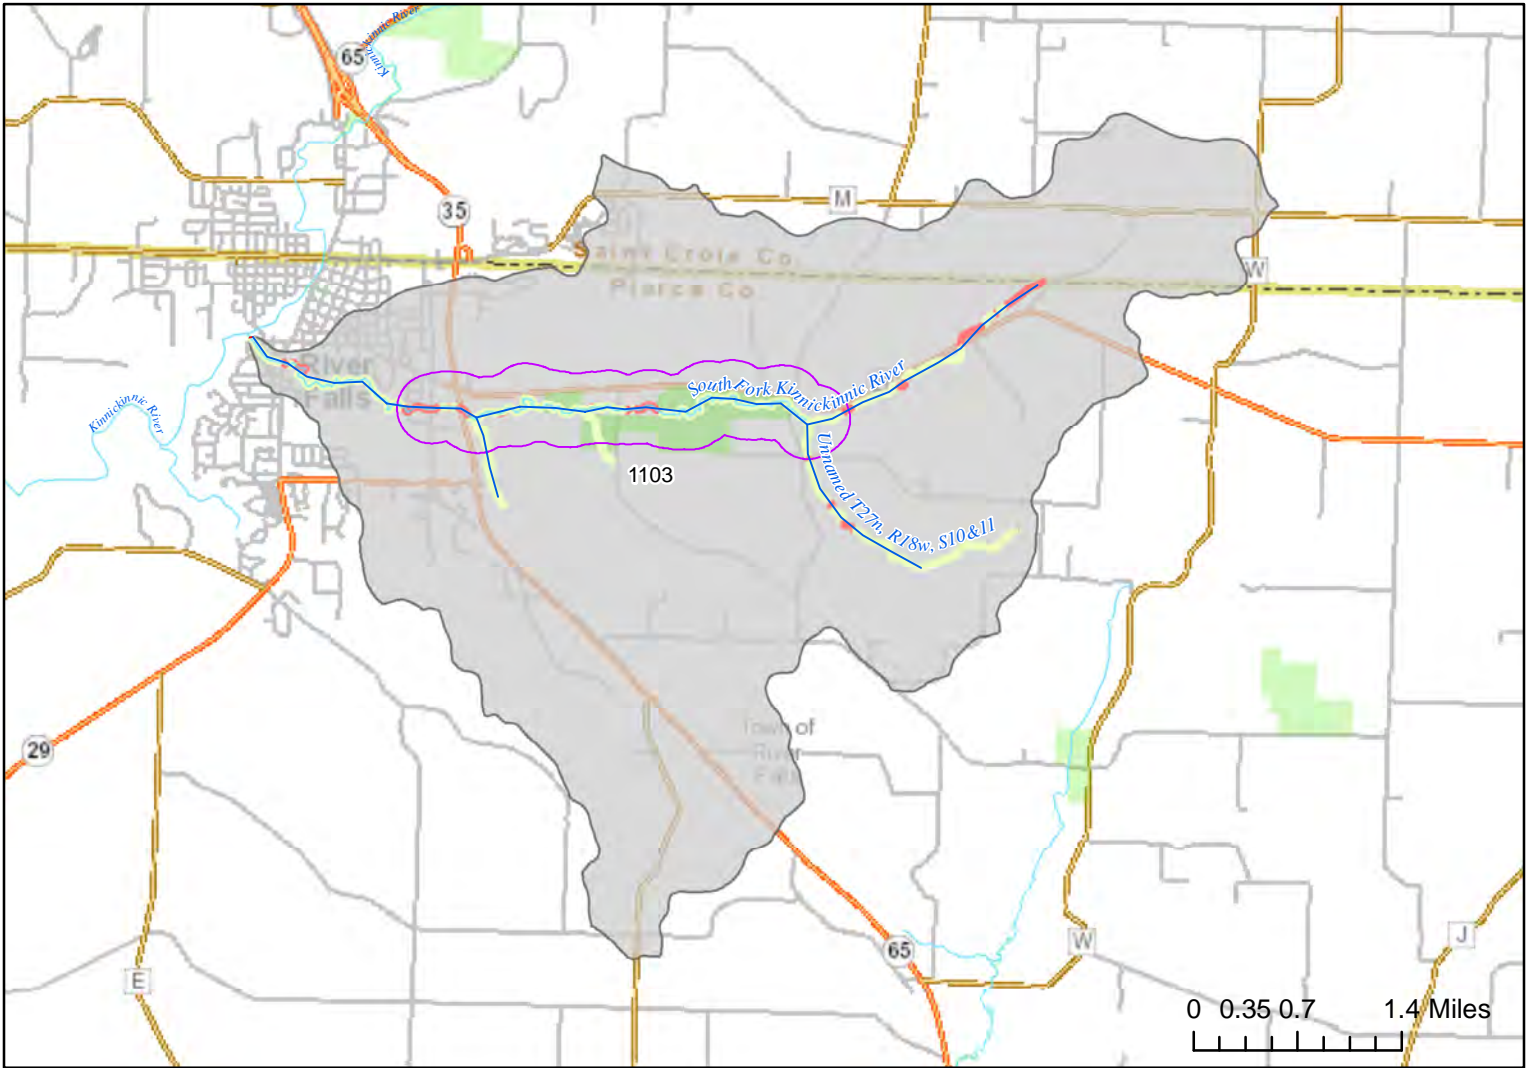 Kinnickinnic River
65
Kinni
35
M
Saint Croix Co.
Pierce Co
W
River
Falls
South Fork Kinnickinnic River
Kinnickinnic River
Unnamed T27n, R18w, S10&11
1103
Town of
River
Falls
29
65
W
J
E
0 0.35 0.7 1.4 Miles